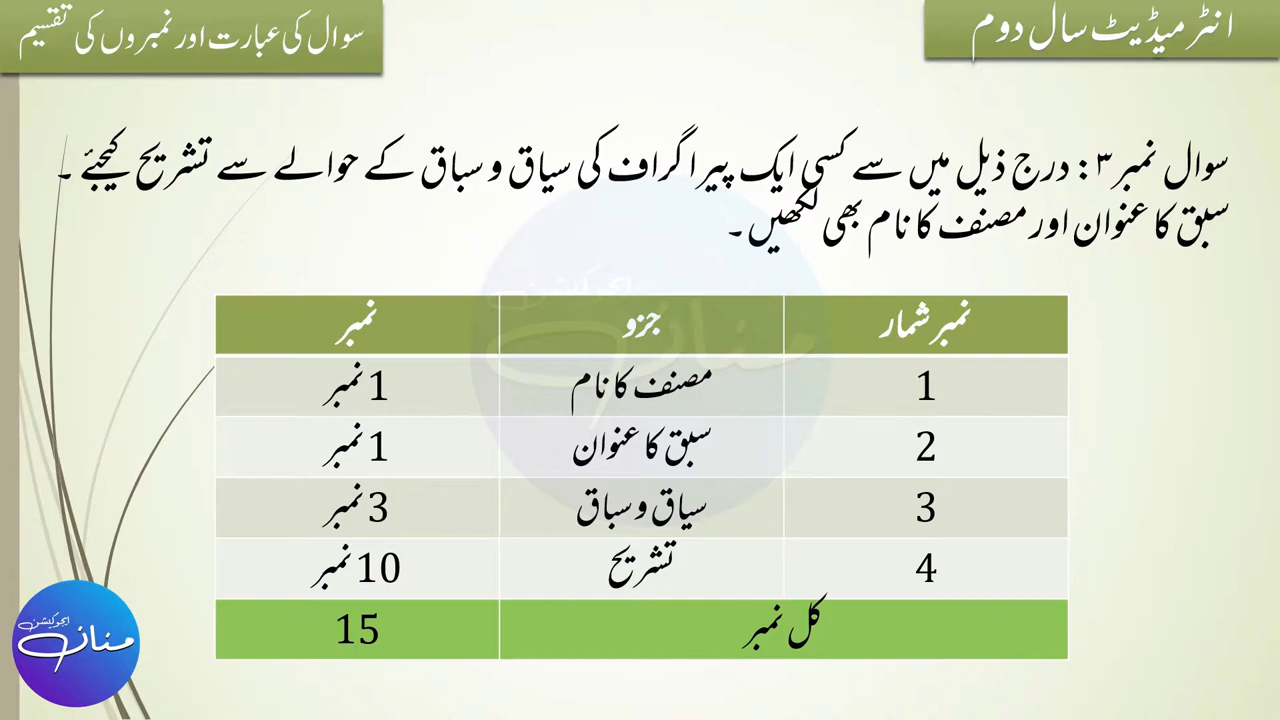 انٹر میڈیٹ سال دوم
سوال کی عبارت اور نمبروں کی تقسیم
سوال نمبر ۳: درج ذیل میں سے کسی ایک پیراگراف کی سیاق و سباق کے حوالے سے تشریح کیجئے ۔
سبق کا عنوان اور مصنف کا نام بھی لکھیں۔
نمبر شمار جزو نمبر
1 مصنف کا نام 1 نمبر
2 سبق کا عنوان 1 نمبر
3 سیاق و سباق 3 نمبر
4 تشریح 10 نمبر
کل نمبر 15
ایجوکیشن
منان